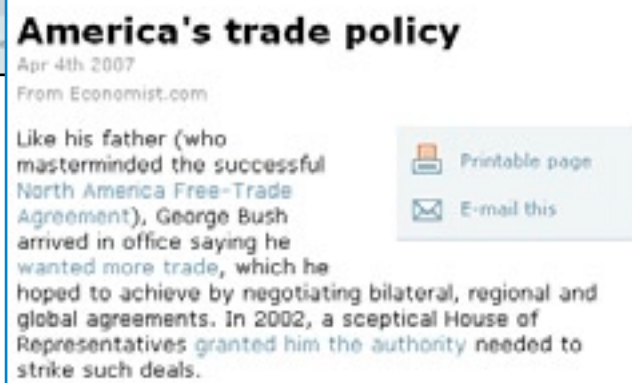 America's trade policy
Apr 4th 2007
From Economist.com
Like his father (who
masterminded the successful
North America Free-Trade
Agreement), George Bush
arrived in office saying he
wanted more trade, which he
hoped to achieve by negotiating bilateral, regional and
global agreements. In 2002, a sceptical House of
Representatives granted him the authority needed to
strike such deals.
Printable page
E-mail this